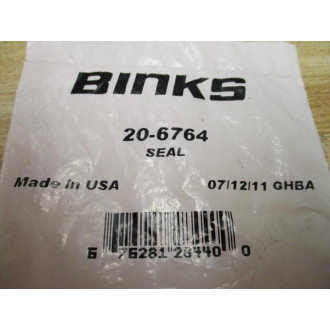 BINKS
20-6764
SEAL
Made in USA 07/12/11 GHBA
6 76281 28440 0